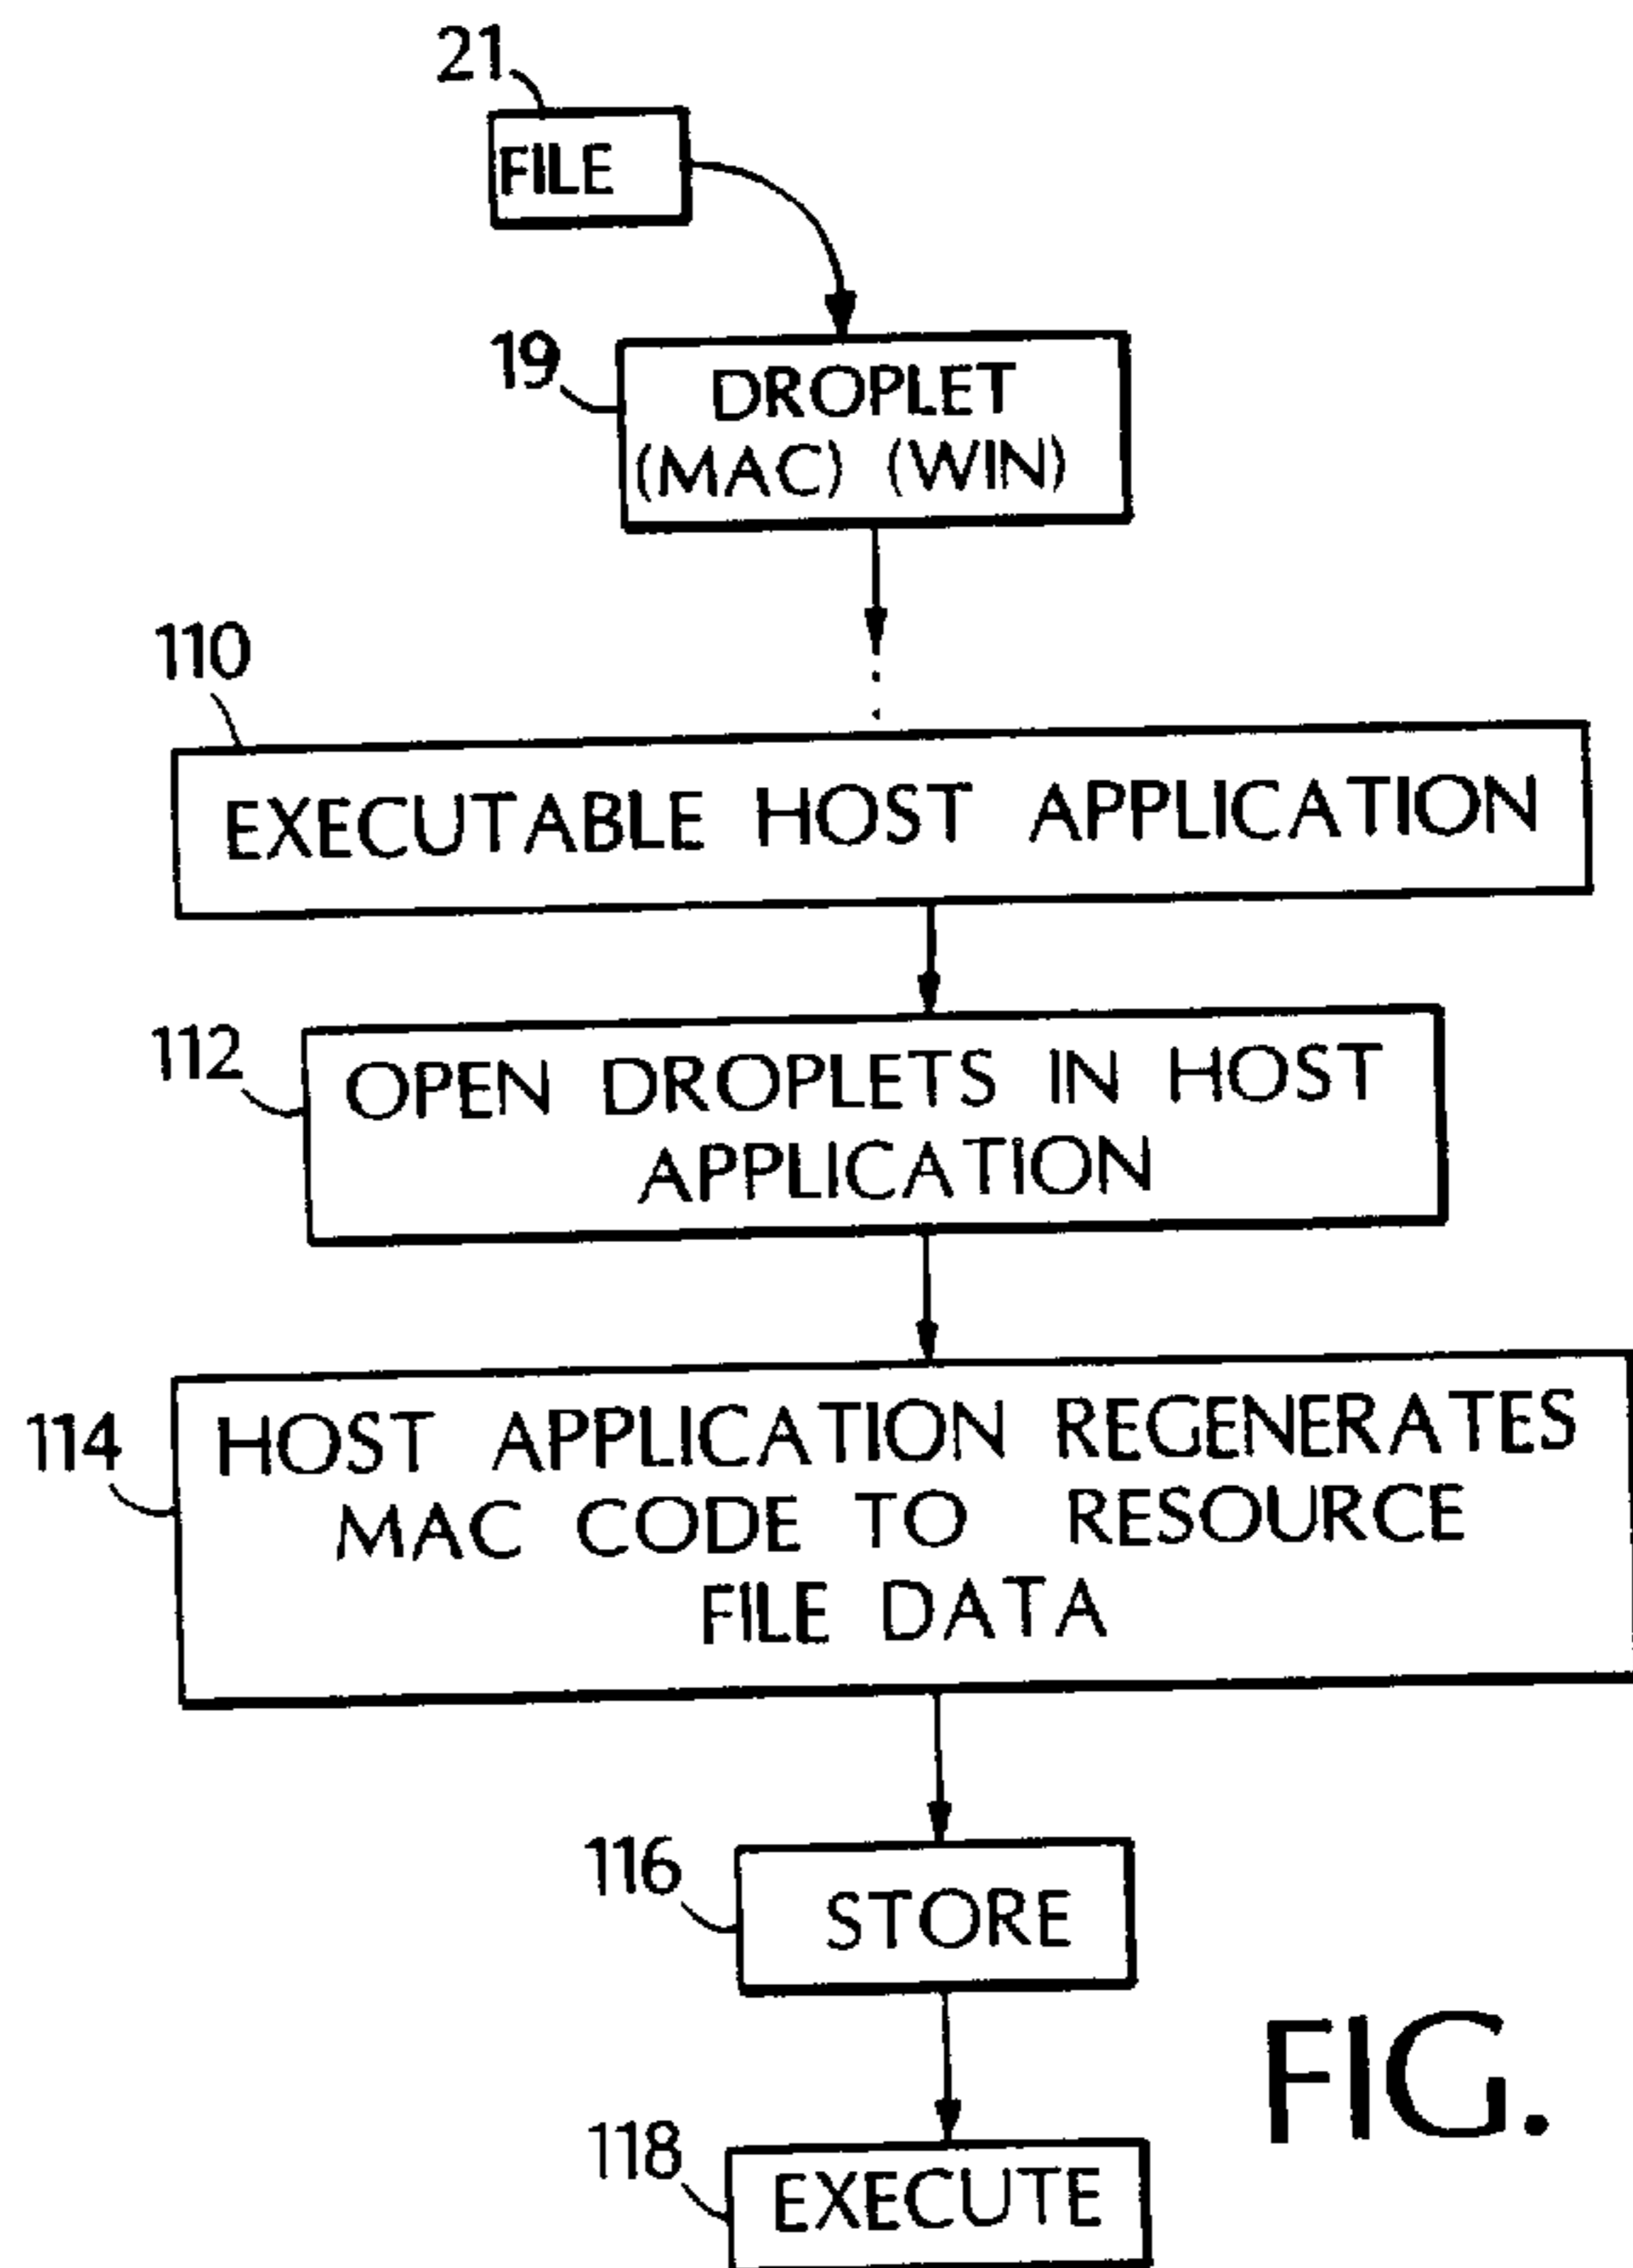 21
FILE
19
DROPLET
(MAC) (WIN)
110
EXECUTABLE HOST APPLICATION
112
OPEN DROPLETS IN HOST
APPLICATION
114
HOST APPLICATION REGENERATES
MAC CODE TO RESOURCE
FILE DATA
116
STORE
FIG.
118
EXECUTE